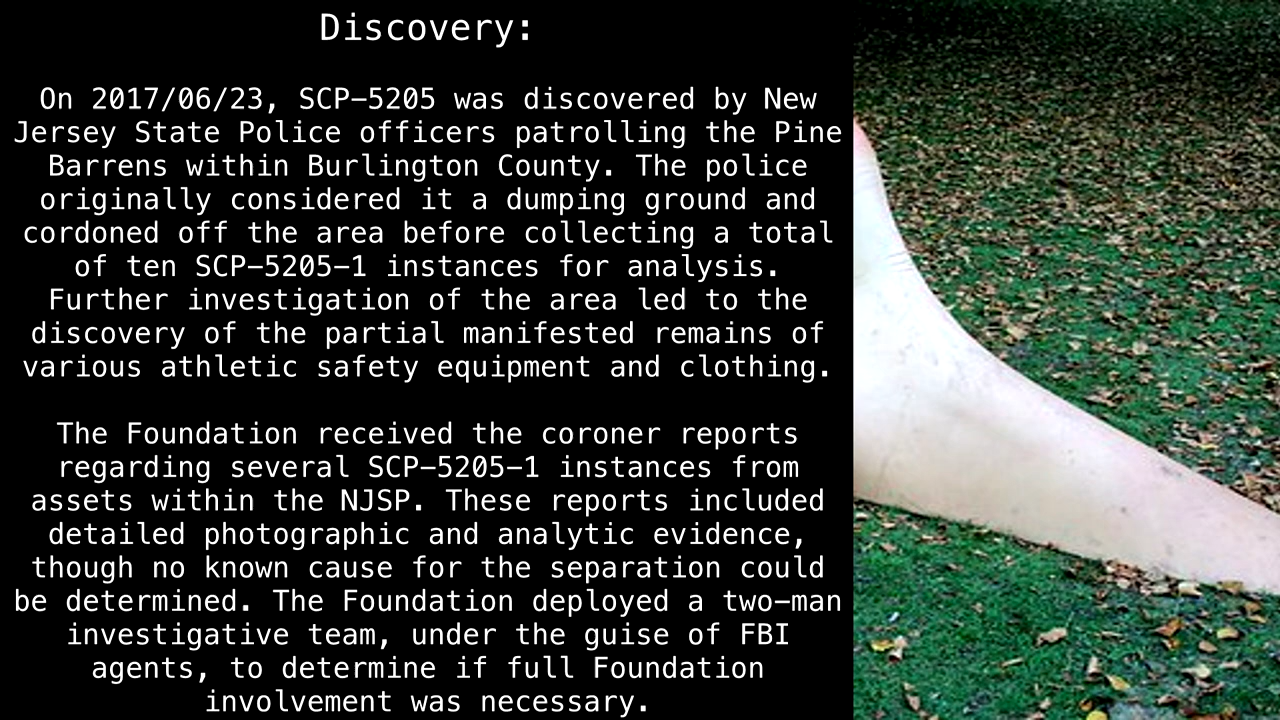 Discovery:
On 2017/06/23, SCP-5205 was discovered by New
Jersey State Police officers patrolling the Pine
Barrens within Burlington County. The police
originally considered it a dumping ground and
cordoned off the area before collecting a total
of ten SCP-5205-1 instances for analysis.
Further investigation of the area led to the
discovery of the partial manifested remains of
various athletic safety equipment and clothing.
The Foundation received the coroner reports
regarding several SCP-5205-1 instances from
assets within the NJSP. These reports included
detailed photographic and analytic evidence,
though no known cause for the separation could
be determined. The Foundation deployed a two-man
investigative team, under the guise of FBI
agents, to determine if full Foundation
involvement was necessary.